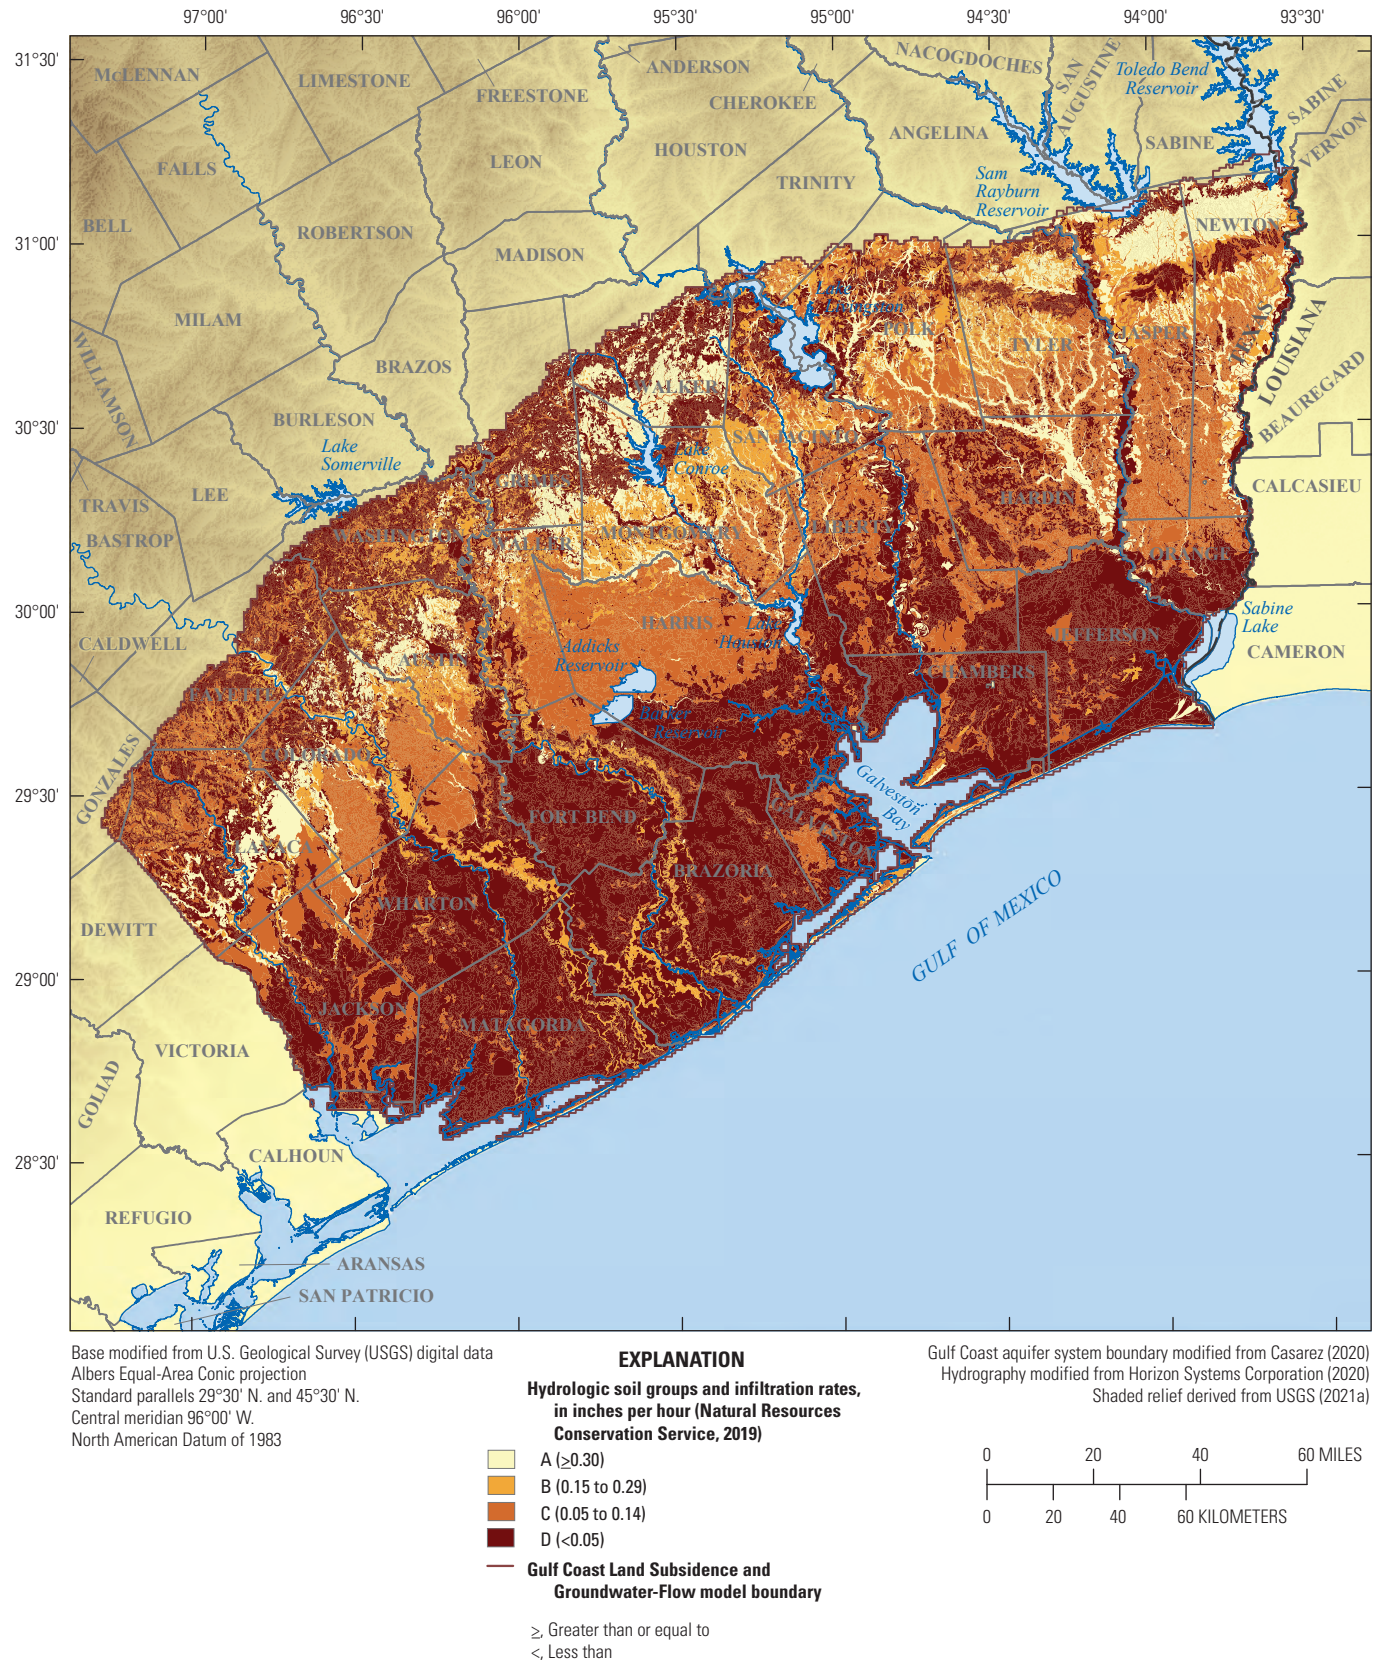 97°00' 96°30' 96°00' 95°30' 95°00' 94°30' 94°00' 93°30'
31°30'
31°00'
30°30'
30°00'
29°30'
29°00'
28°30'
McLENNAN
LIMESTONE
FREESTONE
ANDERSON
CHEROKEE
NACOGDOCHES
SAN
AUGUSTINE
Toledo Bend
Reservoir
SABINE
VERNON
FALLS
LEON
HOUSTON
ANGELINA
SABINE
BELL
ROBERTSON
MADISON
TRINITY
Sam
Rayburn
Reservoir
NEWTON
MILAM
WILLIAMSON
BRAZOS
Lake
Livingston
POLK
TYLER
JASPER
TEXAS
LOUISIANA
BEAUREGARD
BURLESON
Lake
Somerville
WALKER
SAN JACINTO
Lake
Conroe
GRIMES
LEE
TRAVIS
BASTROP
WASHINGTON
WALLER
MONTGOMERY
LIBERTY
HARDIN
CALCASIEU
ORANGE
CALDWELL
AUSTIN
HARRIS
Lake
Houston
Addicks
Reservoir
Barker
Reservoir
JEFFERSON
CHAMBERS
Sabine
Lake
CAMERON
FAYETTE
COLORADO
GONZALES
LAVACA
FORT BEND
GALVESTON
Galveston
Bay
BRAZORIA
DEWITT
WHARTON
GULF OF MEXICO
JACKSON
MATAGORDA
VICTORIA
GOLIAD
CALHOUN
REFUGIO
ARANSAS
SAN PATRICIO
Base modified from U.S. Geological Survey (USGS) digital data
Albers Equal-Area Conic projection
Standard parallels 29°30' N. and 45°30' N.
Central meridian 96°00' W.
North American Datum of 1983
EXPLANATION
Hydrologic soil groups and infiltration rates,
in inches per hour (Natural Resources
Conservation Service, 2019)
A (≥0.30)
B (0.15 to 0.29)
C (0.05 to 0.14)
D (<0.05)
Gulf Coast Land Subsidence and
Groundwater-Flow model boundary
≥, Greater than or equal to
<, Less than
Gulf Coast aquifer system boundary modified from Casarez (2020)
Hydrography modified from Horizon Systems Corporation (2020)
Shaded relief derived from USGS (2021a)
0 20 40 60 MILES
0 20 40 60 KILOMETERS